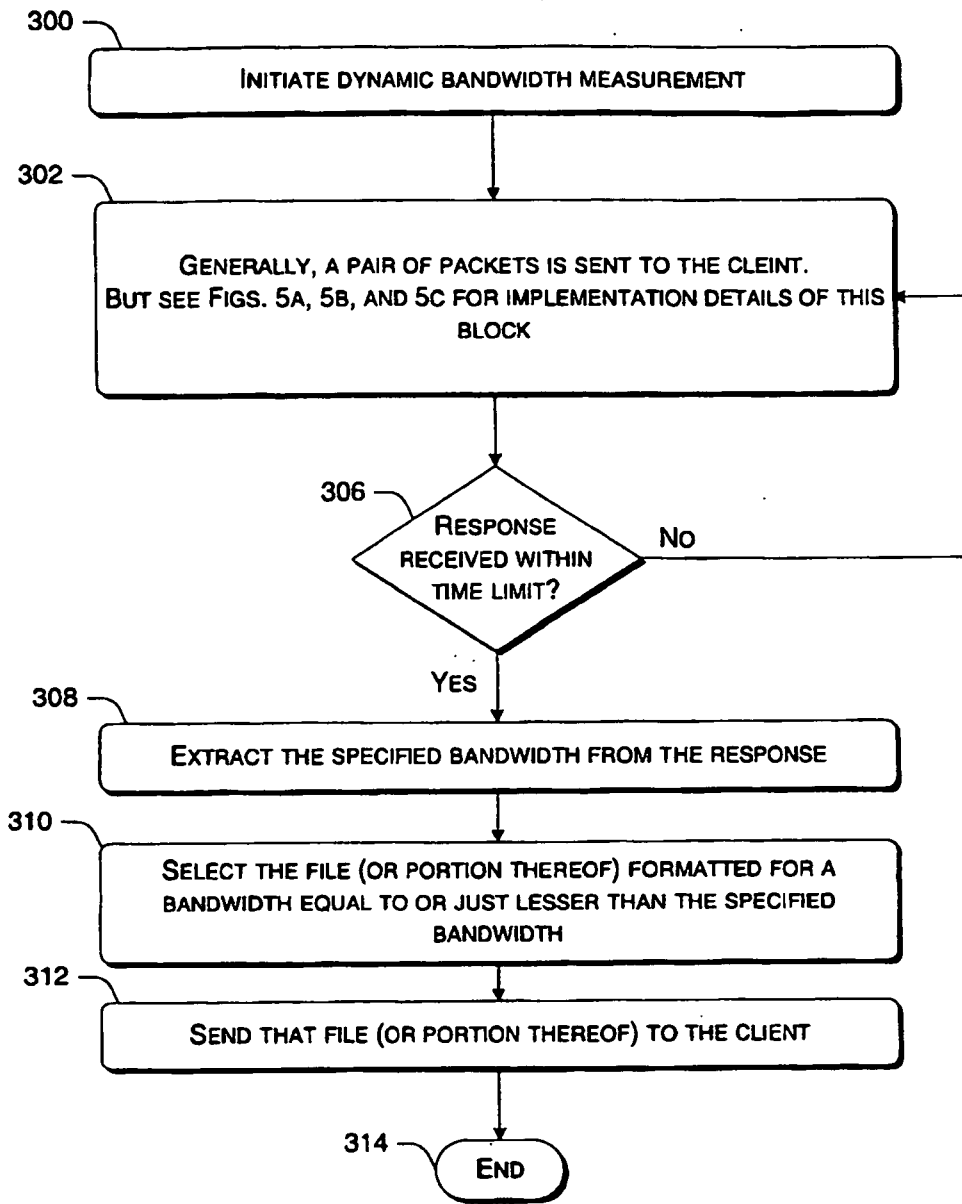 300
INITIATE DYNAMIC BANDWIDTH MEASUREMENT
302
GENERALLY, A PAIR OF PACKETS IS SENT TO THE CLEINT.
BUT SEE FIGS. 5A, 5B, AND 5C FOR IMPLEMENTATION DETAILS OF THIS
BLOCK
306
RESPONSE
RECEIVED WITHIN
TIME LIMIT?
NO
YES
308
EXTRACT THE SPECIFIED BANDWIDTH FROM THE RESPONSE
310
SELECT THE FILE (OR PORTION THEREOF) FORMATTED FOR A
BANDWIDTH EQUAL TO OR JUST LESSER THAN THE SPECIFIED
BANDWIDTH
312
SEND THAT FILE (OR PORTION THEREOF) TO THE CLIENT
314
END